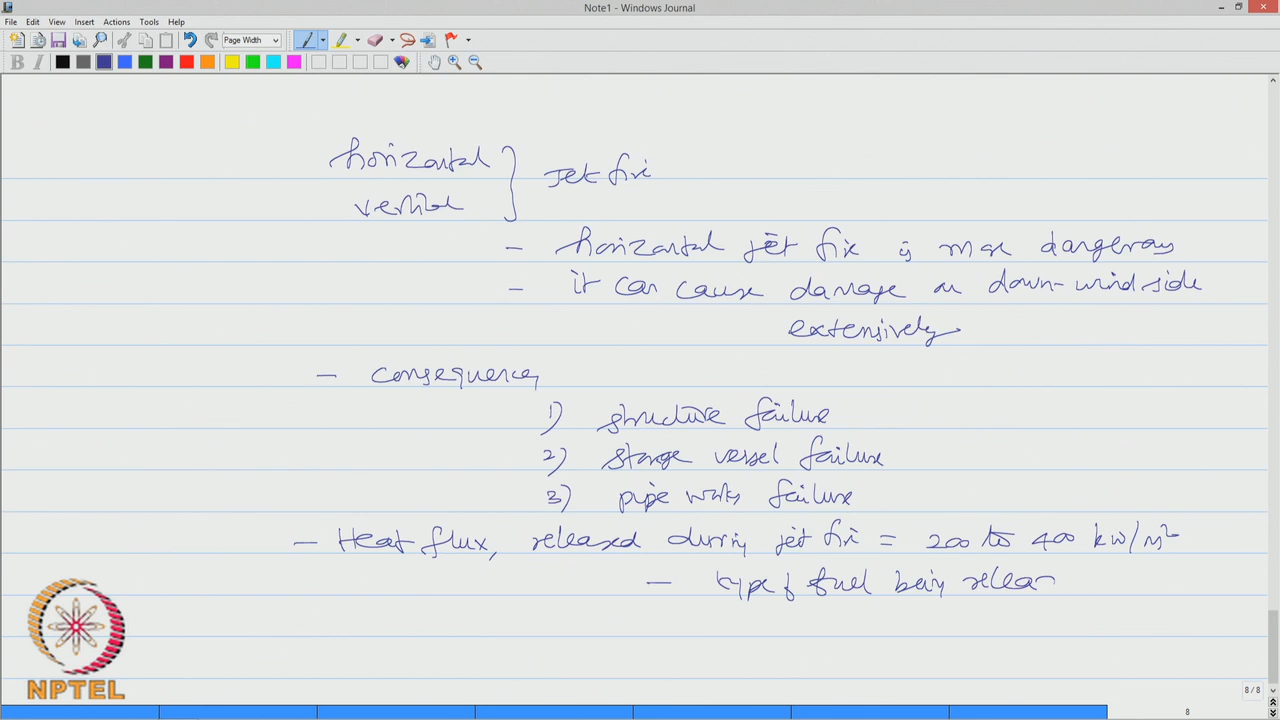 Note1 - Windows Journal
File Edit View Insert Actions Tools Help
Page Width
horizontal
vertical
Jet fire
- horizontal jet fire is more dangerous
- it can cause damage on down-wind side
extensively
- consequences
1) structure failure
2) storage vessel failure
3) pipe works failure
- Heat flux, released during jet fire = 200 to 400 kW/m²
- type of fuel being releas
NPTEL
8/8
8